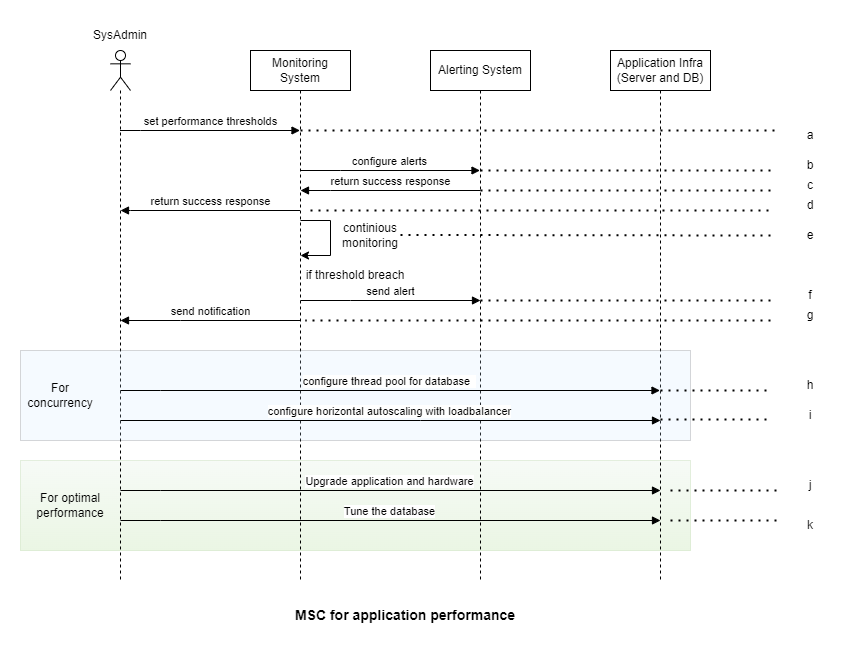 SysAdmin
Monitoring
System
Alerting System
Application Infra
(Server and DB)
set performance thresholds
a
configure alerts
b
return success response
c
return success response
d
continious
monitoring
e
if threshold breach
send alert
f
send notification
g
For
concurrency
configure thread pool for database
h
configure horizontal autoscaling with loadbalancer
i
For optimal
performance
Upgrade application and hardware
j
Tune the database
k
MSC for application performance